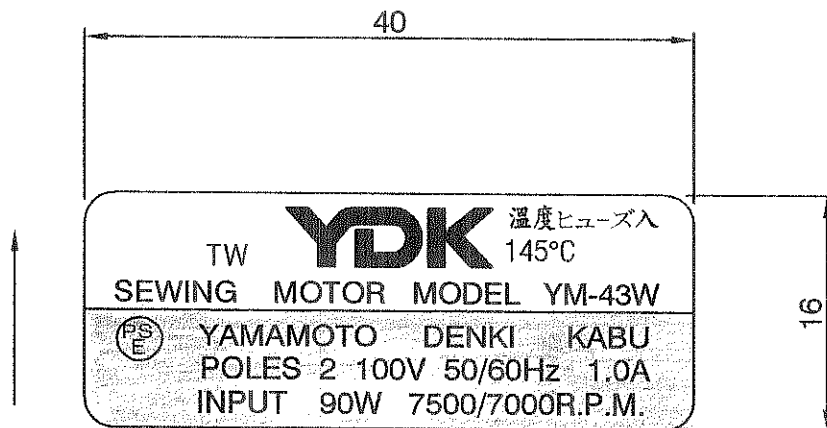 40
YDK 温度ヒューズ入
TW 145°C
SEWING MOTOR MODEL YM-43W
PSE YAMAMOTO DENKI KABU
POLES 2 100V 50/60Hz 1.0A
INPUT 90W 7500/7000R.P.M.
16